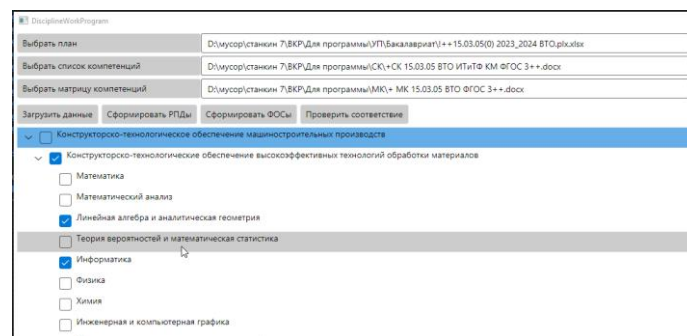 DisciplineWorkProgram
Выбрать план D:\мусор\станкин 7\ВКР\Для программы\УП\Бакалавриат\!++15.03.05(0) 2023_2024 ВТО.plx.xlsx
Выбрать список компетенций D:\мусор\станкин 7\ВКР\Для программы\СК\+СК 15.03.05 ВТО ИТиТФ КМ ФГОС 3++.docx
Выбрать матрицу компетенций D:\мусор\станкин 7\ВКР\Для программы\МК\+ МК 15.03.05 ВТО ФГОС 3++.docx
Загрузить данные Сформировать РПДы Сформировать ФОСы Проверить соответствие
Конструкторско-технологическое обеспечение машиностроительных производств
Конструкторско-технологические обеспечение высокоэффективных технологий обработки материалов
Математика
Математический анализ
Линейная алгебра и аналитическая геометрия
Теория вероятностей и математическая статистика
Информатика
Физика
Химия
Инженерная и компьютерная графика